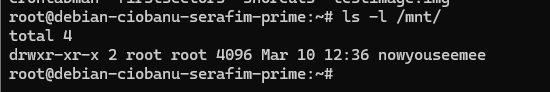 root@debian-ciobanu-serafim-prime:~# ls -l /mnt/
total 4
drwxr-xr-x 2 root root 4096 Mar 10 12:36 nowyouseemee
root@debian-ciobanu-serafim-prime:~#